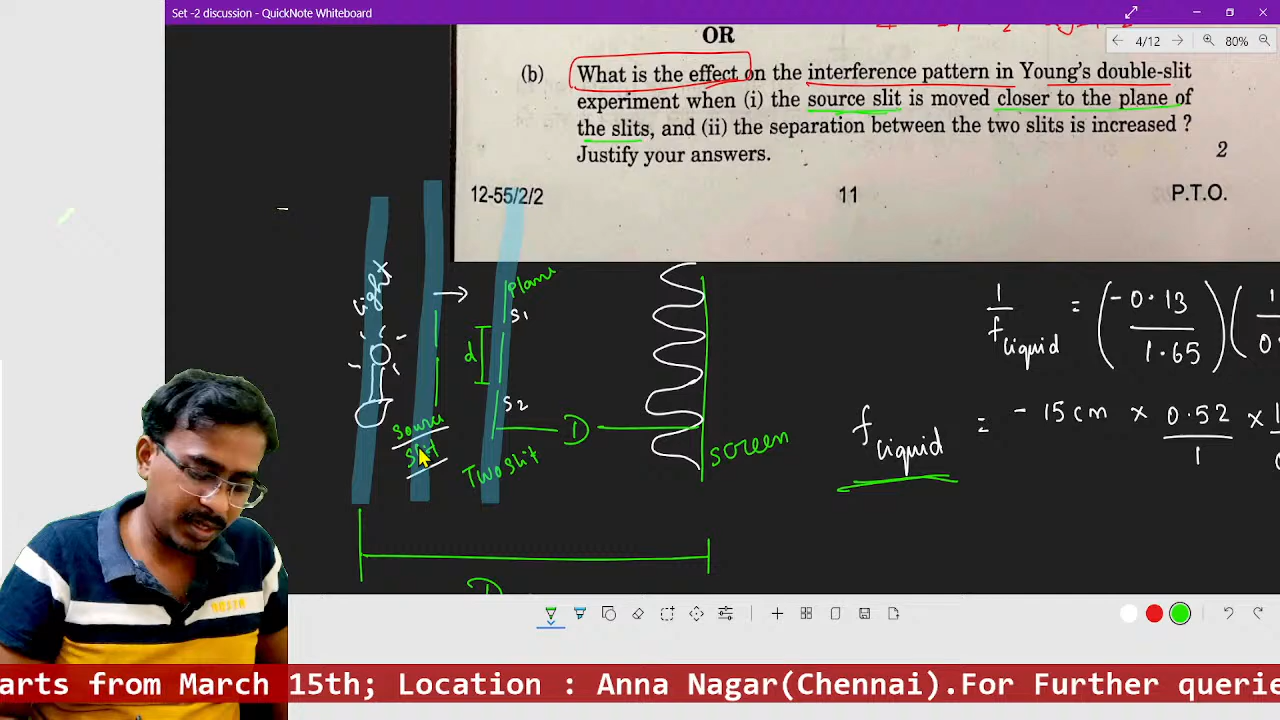 Set -2 discussion - QuickNote Whiteboard
4/12
80%
OR
(b) What is the effect on the interference pattern in Young's double-slit
experiment when (i) the source slit is moved closer to the plane of
the slits, and (ii) the separation between the two slits is increased ?
Justify your answers. 2
12-55/2/2 11 P.T.O.
Light
Plane
S1
d
S2
Source
Slit
Two slit
D
Screen
D
1/f liquid = (-0.13/1.65)(
f liquid = -15 cm × 0.52/1 ×
arts from March 15th; Location : Anna Nagar(Chennai).For Further querie